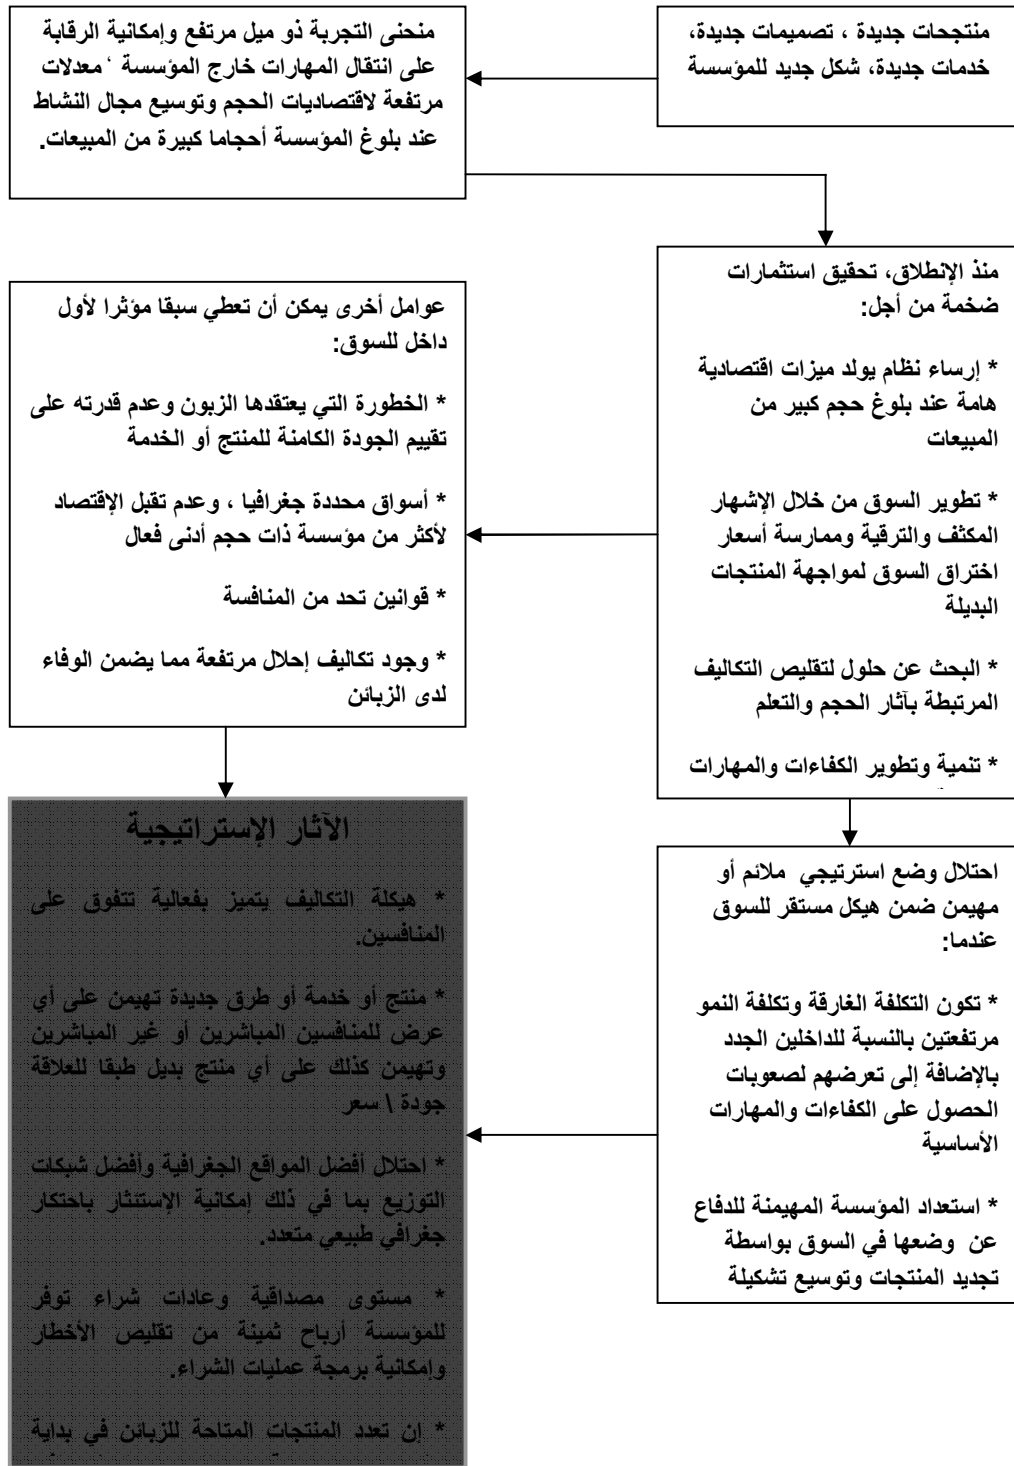 منتجحات جديدة ، تصميمات جديدة،
خدمات جديدة، شكل جديد للمؤسسة
منحنى التجربة ذو ميل مرتفع وإمكانية الرقابة
على انتقال المهارات خارج المؤسسة ‘ معدلات
مرتفعة لاقتصاديات الحجم وتوسيع مجال النشاط
عند بلوغ المؤسسة أحجاما كبيرة من المبيعات.
منذ الإنطلاق، تحقيق استثمارات
ضخمة من أجل:
* إرساء نظام يولد ميزات اقتصادية
هامة عند بلوغ حجم كبير من
المبيعات
* تطوير السوق من خلال الإشهار
المكثف والترقية وممارسة أسعار
اختراق السوق لمواجهة المنتجات
البديلة
* البحث عن حلول لتقليص التكاليف
المرتبطة بآثار الحجم والتعلم
* تنمية وتطوير الكفاءات والمهارات
عوامل أخرى يمكن أن تعطي سبقا مؤثرا لأول
داخل للسوق:
* الخطورة التي يعتقدها الزبون وعدم قدرته على
تقييم الجودة الكامنة للمنتج أو الخدمة
* أسواق محددة جغرافيا ، وعدم تقبل الإقتصاد
لأكثر من مؤسسة ذات حجم أدنى فعال
* قوانين تحد من المنافسة
* وجود تكاليف إحلال مرتفعة مما يضمن الوفاء
لدى الزبائن
احتلال وضع استرتيجي ملائم أو
مهيمن ضمن هيكل مستقر للسوق
عندما:
* تكون التكلفة الغارقة وتكلفة النمو
مرتفعتين بالنسبة للداخلين الجدد
بالإضافة إلى تعرضهم لصعوبات
الحصول على الكفاءات والمهارات
الأساسية
* استعداد المؤسسة المهيمنة للدفاع
عن وضعها في السوق بواسطة
تجديد المنتجات وتوسيع تشكيلة
الآثار الإستراتيجية
* هيكلة التكاليف يتميز بفعالية تتفوق على
المنافسين.
* منتج أو خدمة أو طرق جديدة تهيمن على أي
عرض للمنافسين المباشرين أو غير المباشرين
وتهيمن كذلك على أي منتج بديل طبقا للعلاقة
جودة \ سعر
* احتلال أفضل المواقع الجغرافية وأفضل شبكات
التوزيع بما في ذلك إمكانية الإستئثار باحتكار
جغرافي طبيعي متعدد.
* مستوى مصداقية وعادات شراء توفر
للمؤسسة أرباح ثمينة من تقليص الأخطار
وإمكانية برمجة عمليات الشراء.
* إن تعدد المنتجات المتاحة للزبائن في بداية